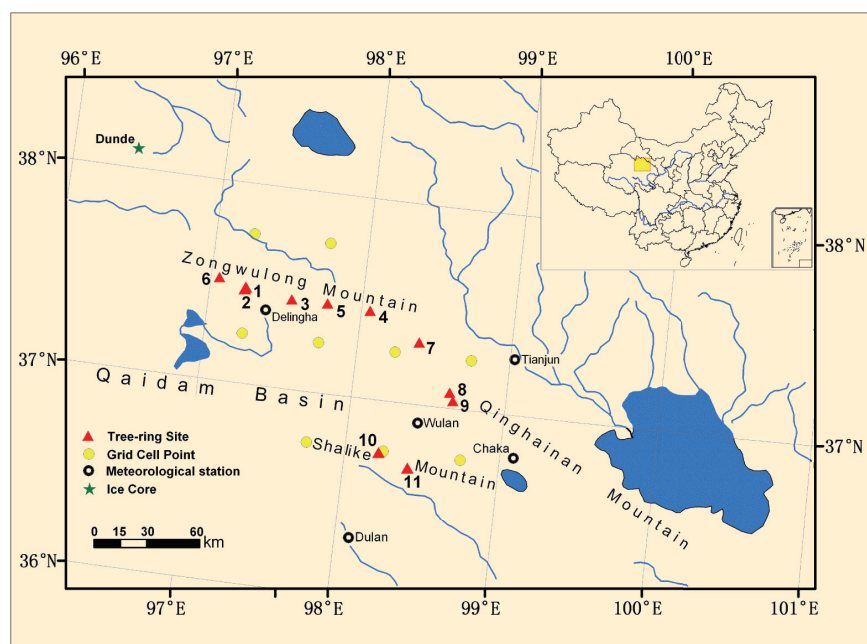 96°E 97°E 98°E 99°E 100°E
Dunde
38°N
38°N
Zongwulong Mountain
6
1
2
3
5
4
Delingha
7
37°N
Tianjun
Qaidam Basin
8
9
Qinghainan Mountain
Wulan
37°N
10
Shalike Mountain
Chaka
11
Tree-ring Site
Grid Cell Point
Meteorological station
Ice Core
0 15 30 60
km
Dulan
36°N
97°E 98°E 99°E 100°E 101°E